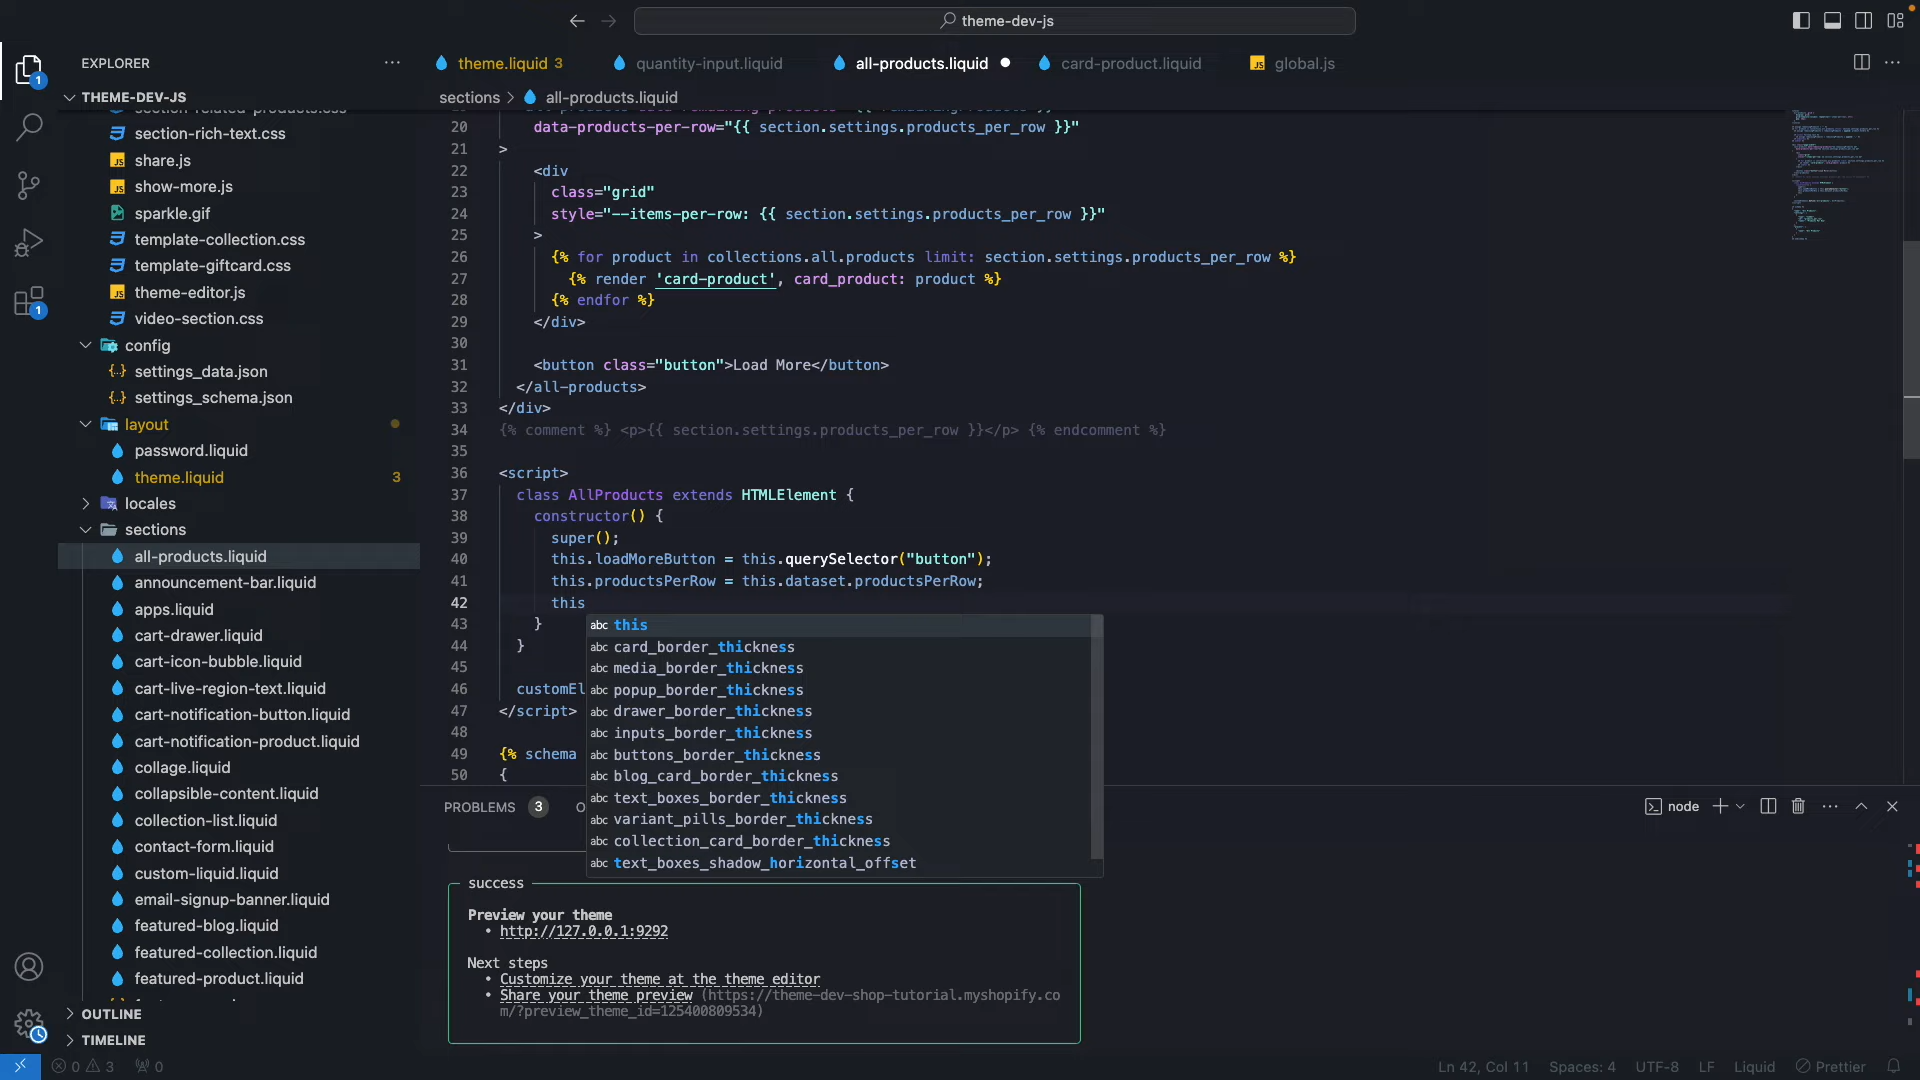 theme-dev-js
EXPLORER
theme.liquid 3
quantity-input.liquid
all-products.liquid
card-product.liquid
JS global.js
THEME-DEV-JS
sections > all-products.liquid
section-related-products.css
section-rich-text.css
JS share.js
JS show-more.js
sparkle.gif
template-collection.css
template-giftcard.css
JS theme-editor.js
video-section.css
config
settings_data.json
settings_schema.json
layout
password.liquid
theme.liquid 3
locales
sections
all-products.liquid
announcement-bar.liquid
apps.liquid
cart-drawer.liquid
cart-icon-bubble.liquid
cart-live-region-text.liquid
cart-notification-button.liquid
cart-notification-product.liquid
collage.liquid
collapsible-content.liquid
collection-list.liquid
contact-form.liquid
custom-liquid.liquid
email-signup-banner.liquid
featured-blog.liquid
featured-collection.liquid
featured-product.liquid
OUTLINE
TIMELINE
1
1
20 data-products-per-row="{{ section.settings.products_per_row }}"
21 >
22 <div
23 class="grid"
24 style="--items-per-row: {{ section.settings.products_per_row }}"
25 >
26 {% for product in collections.all.products limit: section.settings.products_per_row %}
27 {% render 'card-product', card_product: product %}
28 {% endfor %}
29 </div>
30
31 <button class="button">Load More</button>
32 </all-products>
33 </div>
34 {% comment %} <p>{{ section.settings.products_per_row }}</p> {% endcomment %}
35
36 <script>
37 class AllProducts extends HTMLElement {
38 constructor() {
39 super();
40 this.loadMoreButton = this.querySelector("button");
41 this.productsPerRow = this.dataset.productsPerRow;
42 this
43 }
44 }
45
46 customEl
47 </script>
48
49 {% schema
50 {
abc this
abc card_border_thickness
abc media_border_thickness
abc popup_border_thickness
abc drawer_border_thickness
abc inputs_border_thickness
abc buttons_border_thickness
abc blog_card_border_thickness
abc text_boxes_border_thickness
abc variant_pills_border_thickness
abc collection_card_border_thickness
abc text_boxes_shadow_horizontal_offset
PROBLEMS 3 O
node
success
Preview your theme
• http://127.0.0.1:9292
Next steps
• Customize your theme at the theme editor
• Share your theme preview (https://theme-dev-shop-tutorial.myshopify.co
m/?preview_theme_id=125400809534)
0 3 0
Ln 42, Col 11 Spaces: 4 UTF-8 LF Liquid Prettier